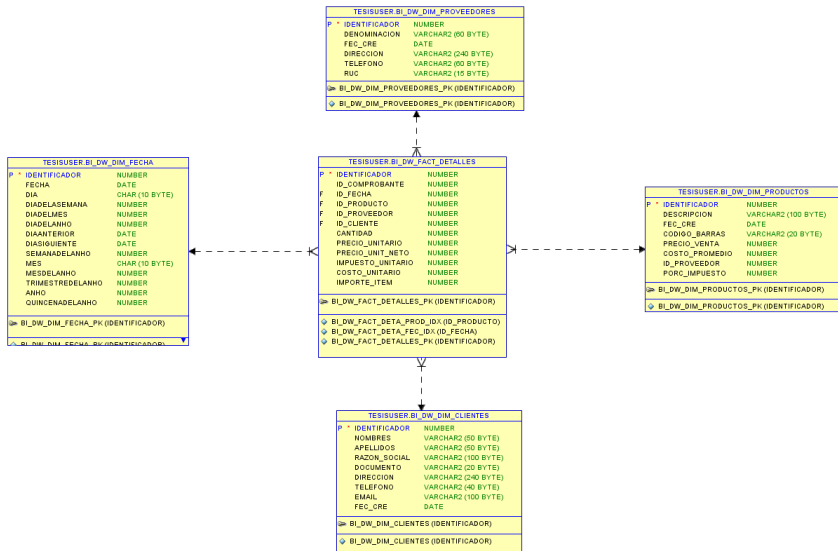 TESISUSER.BI_DW_DIM_PROVEEDORES
P * IDENTIFICADOR NUMBER
DENOMINACION VARCHAR2 (60 BYTE)
FEC_CRE DATE
DIRECCION VARCHAR2 (240 BYTE)
TELEFONO VARCHAR2 (60 BYTE)
RUC VARCHAR2 (15 BYTE)
BI_DW_DIM_PROVEEDORES_PK (IDENTIFICADOR)
BI_DW_DIM_PROVEEDORES_PK (IDENTIFICADOR)
TESISUSER.BI_DW_DIM_FECHA
P * IDENTIFICADOR NUMBER
FECHA DATE
DIA CHAR (10 BYTE)
DIADELASEMANA NUMBER
DIADELMES NUMBER
DIADELANHO NUMBER
DIAANTERIOR DATE
DIASIGUIENTE DATE
SEMANADELANHO NUMBER
MES CHAR (10 BYTE)
MESDELANHO NUMBER
TRIMESTREDELANHO NUMBER
ANHO NUMBER
QUINCENADELANHO NUMBER
BI_DW_DIM_FECHA_PK (IDENTIFICADOR)
BI_DW_DIM_FECHA_PK (IDENTIFICADOR)
TESISUSER.BI_DW_FACT_DETALLES
P * IDENTIFICADOR NUMBER
ID_COMPROBANTE NUMBER
F ID_FECHA NUMBER
F ID_PRODUCTO NUMBER
F ID_PROVEEDOR NUMBER
F ID_CLIENTE NUMBER
CANTIDAD NUMBER
PRECIO_UNITARIO NUMBER
PRECIO_UNIT_NETO NUMBER
IMPUESTO_UNITARIO NUMBER
COSTO_UNITARIO NUMBER
IMPORTE_ITEM NUMBER
BI_DW_FACT_DETALLES_PK (IDENTIFICADOR)
BI_DW_FACT_DETA_PROD_IDX (ID_PRODUCTO)
BI_DW_FACT_DETA_FEC_IDX (ID_FECHA)
BI_DW_FACT_DETALLES_PK (IDENTIFICADOR)
TESISUSER.BI_DW_DIM_PRODUCTOS
P * IDENTIFICADOR NUMBER
DESCRIPCION VARCHAR2 (100 BYTE)
FEC_CRE DATE
CODIGO_BARRAS VARCHAR2 (20 BYTE)
PRECIO_VENTA NUMBER
COSTO_PROMEDIO NUMBER
ID_PROVEEDOR NUMBER
PORC_IMPUESTO NUMBER
BI_DW_DIM_PRODUCTOS_PK (IDENTIFICADOR)
BI_DW_DIM_PRODUCTOS_PK (IDENTIFICADOR)
TESISUSER.BI_DW_DIM_CLIENTES
P * IDENTIFICADOR NUMBER
NOMBRES VARCHAR2 (50 BYTE)
APELLIDOS VARCHAR2 (50 BYTE)
RAZON_SOCIAL VARCHAR2 (100 BYTE)
DOCUMENTO VARCHAR2 (20 BYTE)
DIRECCION VARCHAR2 (240 BYTE)
TELEFONO VARCHAR2 (40 BYTE)
EMAIL VARCHAR2 (100 BYTE)
FEC_CRE DATE
BI_DW_DIM_CLIENTES (IDENTIFICADOR)
BI_DW_DIM_CLIENTES (IDENTIFICADOR)